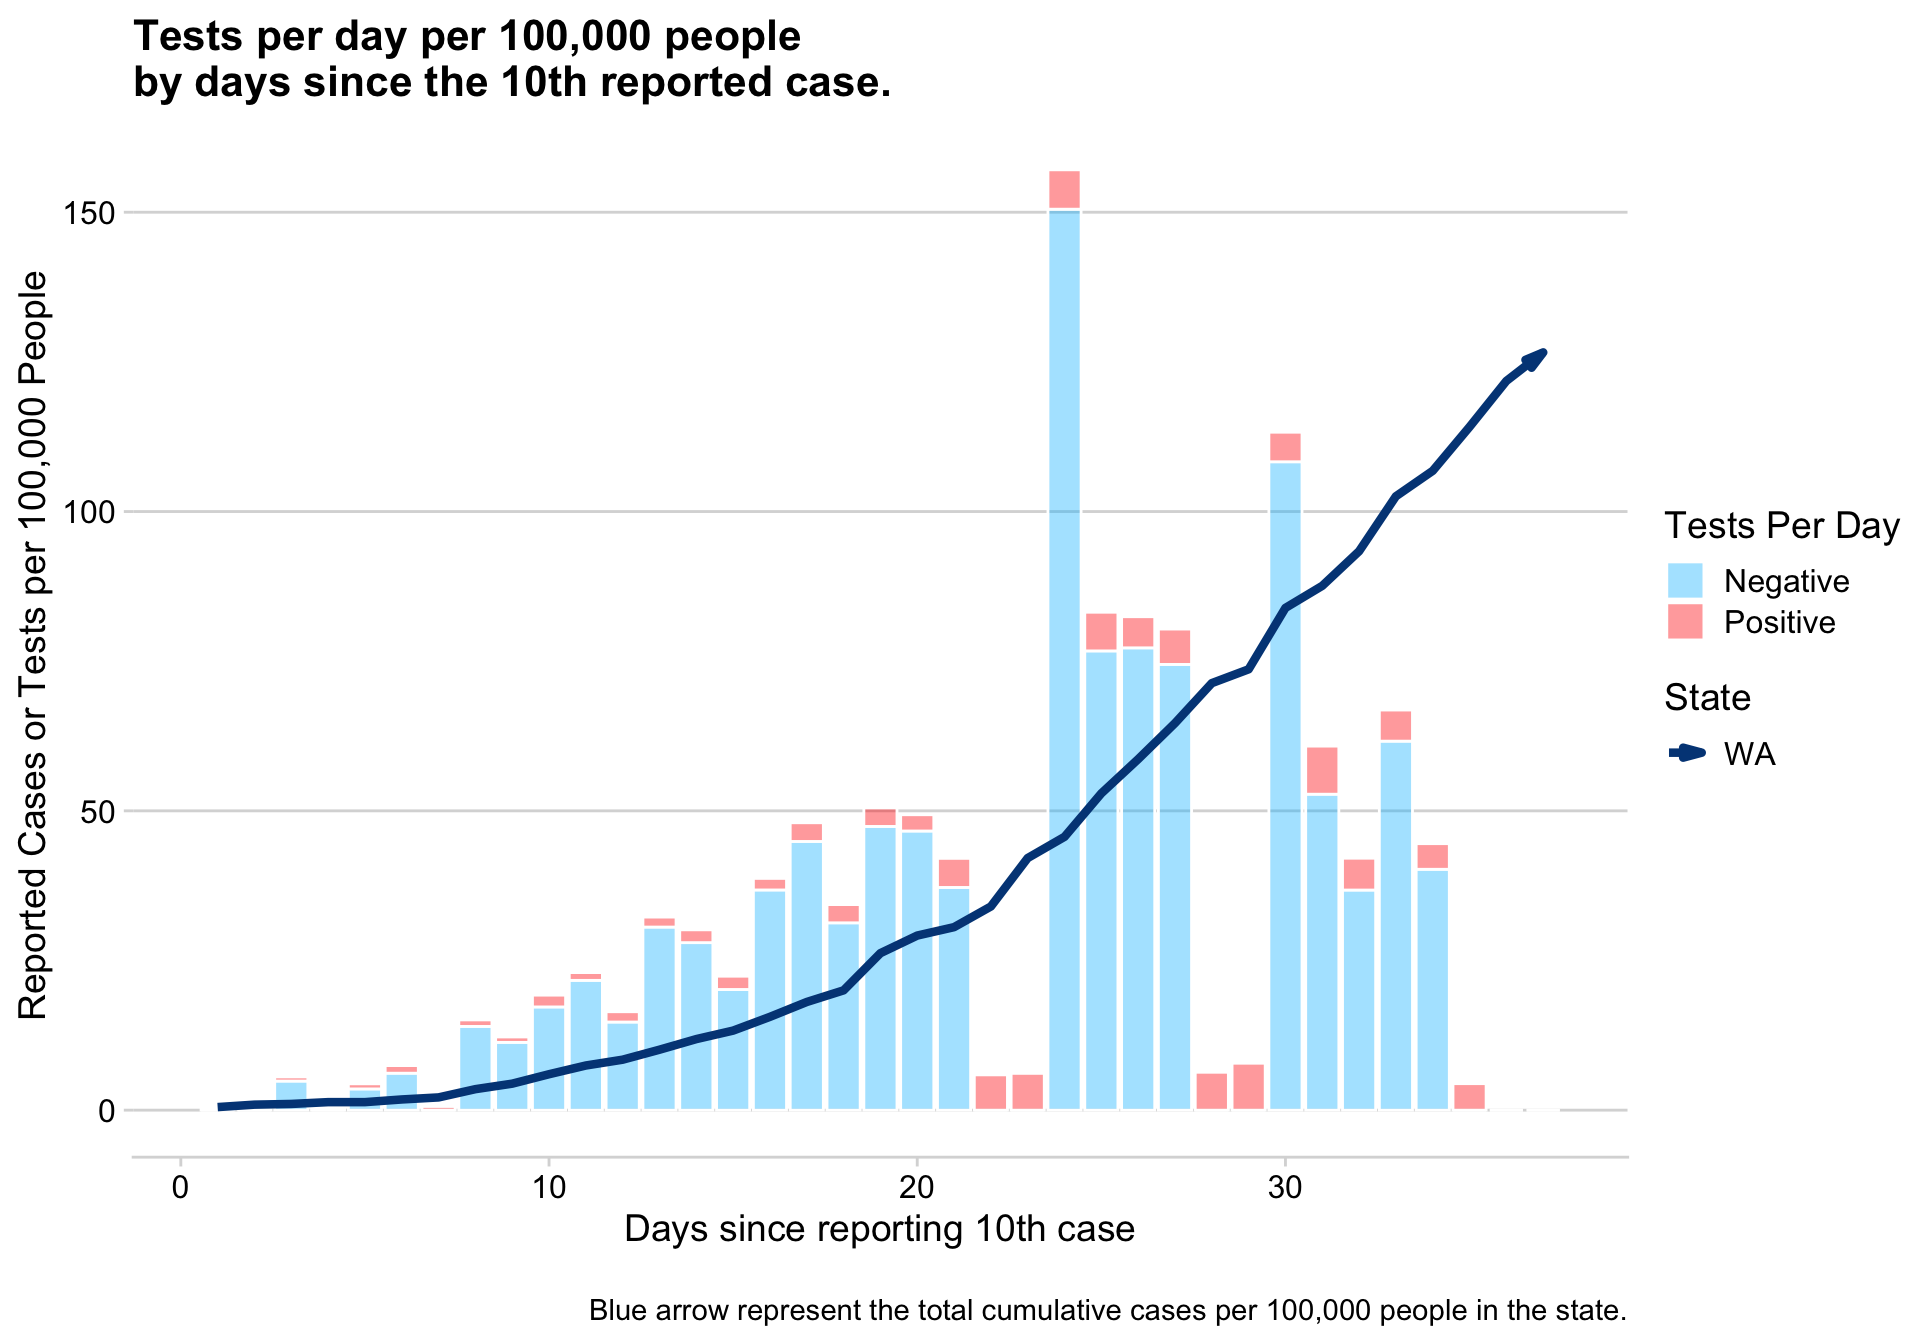 Tests per day per 100,000 people
by days since the 10th reported case.
Reported Cases or Tests per 100,000 People
150
100
50
0
0
10
20
30
Days since reporting 10th case
Tests Per Day
Negative
Positive
State
WA
Blue arrow represent the total cumulative cases per 100,000 people in the state.